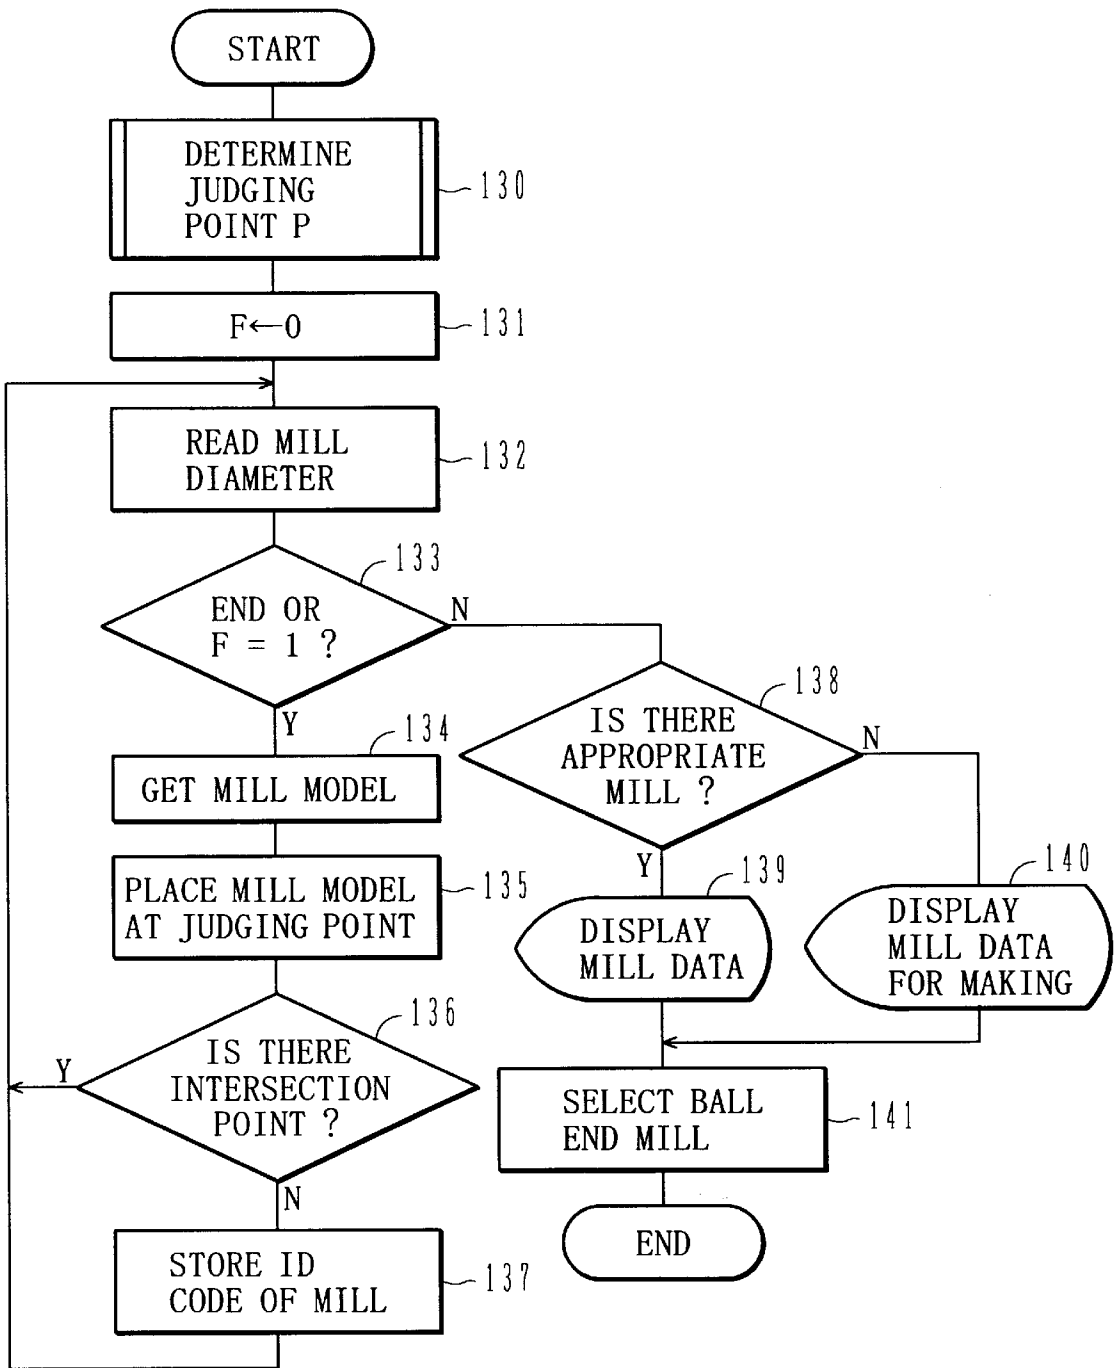 START
DETERMINE
JUDGING
POINT P
130
F←0
131
READ MILL
DIAMETER
132
133
END OR
F = 1 ?
N
Y
134
GET MILL MODEL
138
IS THERE
APPROPRIATE
MILL ?
N
Y
PLACE MILL MODEL
AT JUDGING POINT
135
139
DISPLAY
MILL DATA
140
DISPLAY
MILL DATA
FOR MAKING
136
IS THERE
INTERSECTION
POINT ?
Y
N
SELECT BALL
END MILL
141
STORE ID
CODE OF MILL
137
END